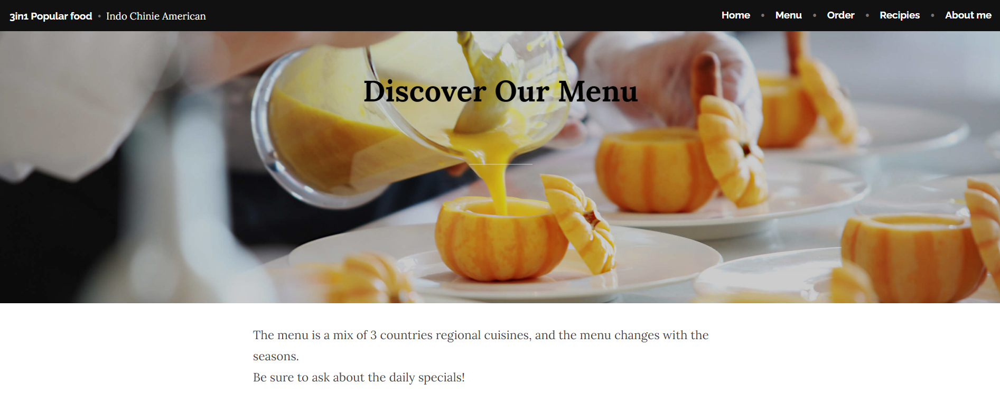 3in1 Popular food • Indo Chinie American
Home • Menu • Order • Recipies • About me
Discover Our Menu
The menu is a mix of 3 countries regional cuisines, and the menu changes with the
seasons.
Be sure to ask about the daily specials!